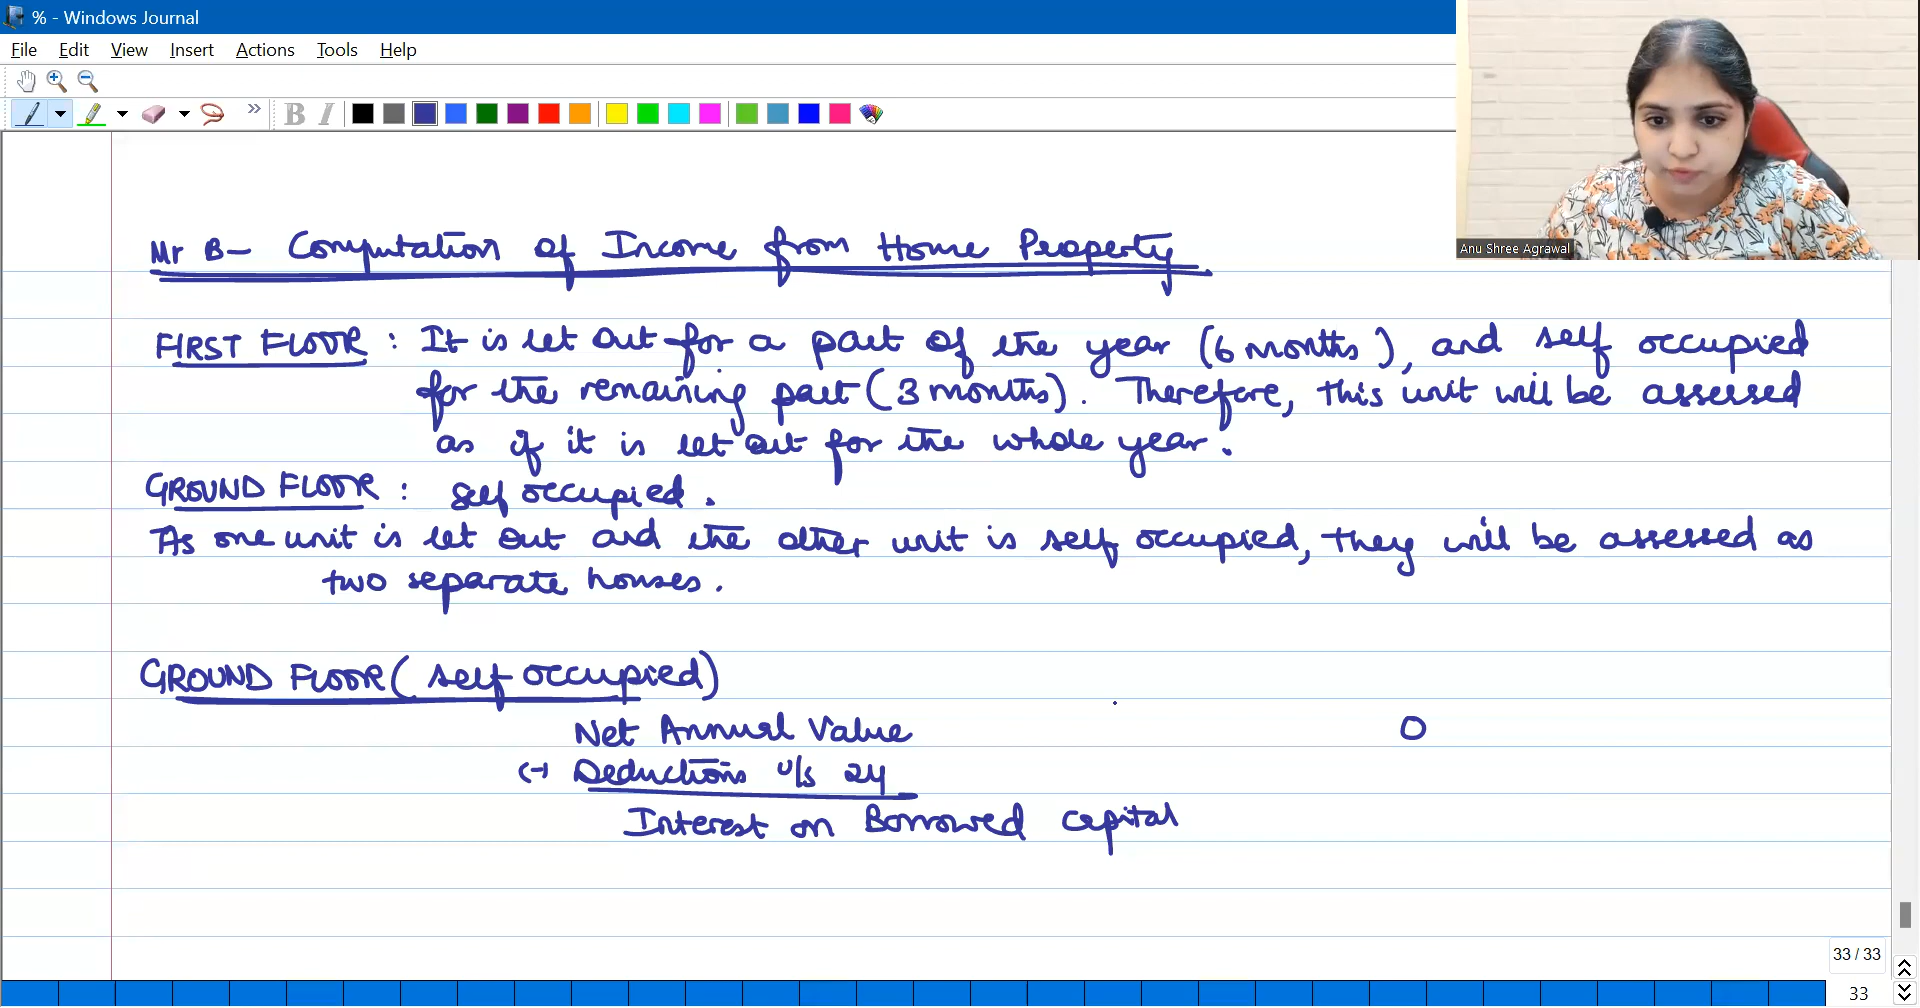 % - Windows Journal
File Edit View Insert Actions Tools Help
B I
Anu Shree Agrawal
Mr B- Computation of Income from House Property.
FIRST FLOOR : It is let out for a part of the year (6 months), and self occupied
for the remaining part (3 months). Therefore, this unit will be assessed
as if it is let out for the whole year.
GROUND FLOOR : self occupied.
As one unit is let out and the other unit is self occupied, they will be assessed as
two separate houses.
GROUND FLOOR (self occupied)
Net Annual Value 0
(-) Deductions u/s 24
Interest on Borrowed capital
33 / 33
33